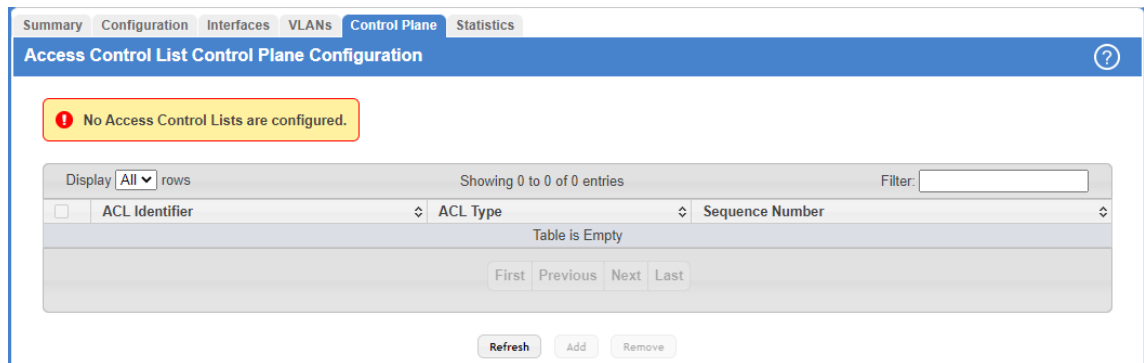 Summary Configuration Interfaces VLANs Control Plane Statistics
Access Control List Control Plane Configuration ?
! No Access Control Lists are configured.
Display All rows Showing 0 to 0 of 0 entries Filter:
ACL Identifier ACL Type Sequence Number
Table is Empty
First Previous Next Last
Refresh Add Remove